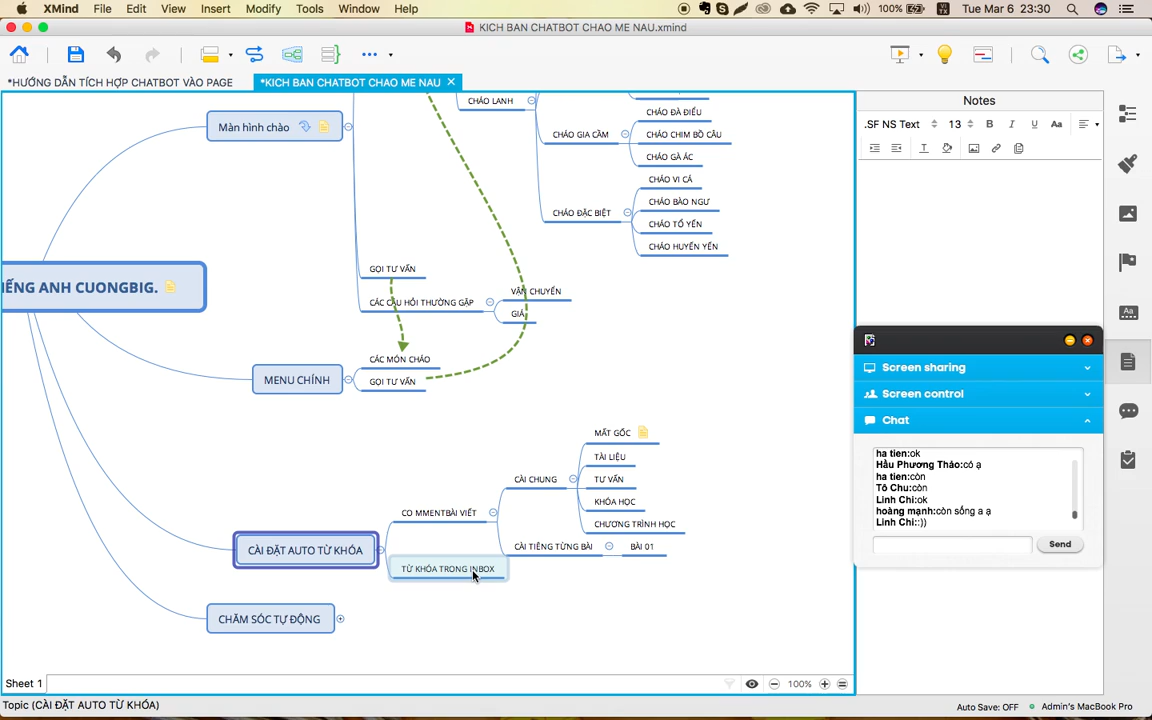 XMind File Edit View Insert Modify Tools Window Help
100% Tue Mar 6 23:30
KICH BAN CHATBOT CHAO ME NAU.xmind
*HƯỚNG DẪN TÍCH HỢP CHATBOT VÀO PAGE
*KICH BAN CHATBOT CHAO ME NAU
Notes
.SF NS Text 13 B I U Aa
Màn hình chào
CHÁO LANH
CHÁO ĐÀ ĐIỂU
CHÁO GIA CẦM
CHÁO CHIM BỒ CÂU
CHÁO GÀ ÁC
CHÁO VI CÁ
CHÁO BÀO NGƯ
CHÁO ĐẶC BIỆT
CHÁO TỔ YẾN
CHÁO HUYẾN YẾN
GỌI TƯ VẤN
CÁC CÂU HỎI THƯỜNG GẶP
VẬN CHUYỂN
GIÁ
IẾNG ANH CUONGBIG.
MENU CHÍNH
CÁC MÓN CHÁO
GỌI TƯ VẤN
MẤT GỐC
TÀI LIỆU
CÀI CHUNG
TƯ VẤN
KHÓA HỌC
CO MMENTBÀI VIẾT
CHƯƠNG TRÌNH HỌC
CÀI ĐẶT AUTO TỪ KHÓA
CÀI TIÊNG TỪNG BÀI
BÀI 01
TỪ KHÓA TRONG INBOX
CHĂM SÓC TỰ ĐỘNG
Screen sharing
Screen control
Chat
ha tien:ok
Hầu Phương Thảo:có ạ
ha tien:còn
Tô Chu:còn
Linh Chi:ok
hoàng mạnh:còn sống a ạ
Linh Chi::))
Send
Sheet 1
100%
Topic (CÀI ĐẶT AUTO TỪ KHÓA)
Auto Save: OFF
Admin's MacBook Pro